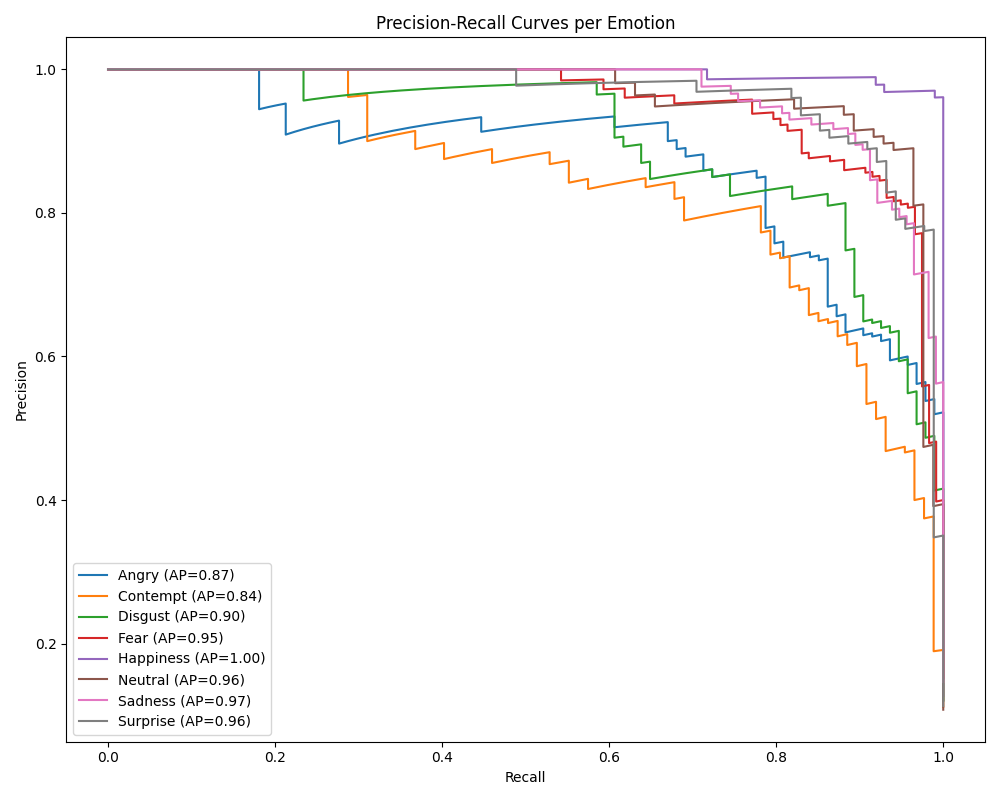 Precision-Recall Curves per Emotion
1.0
0.8
0.6
0.4
0.2
Precision
0.0
0.2
0.4
0.6
0.8
1.0
Recall
Angry (AP=0.87)
Contempt (AP=0.84)
Disgust (AP=0.90)
Fear (AP=0.95)
Happiness (AP=1.00)
Neutral (AP=0.96)
Sadness (AP=0.97)
Surprise (AP=0.96)